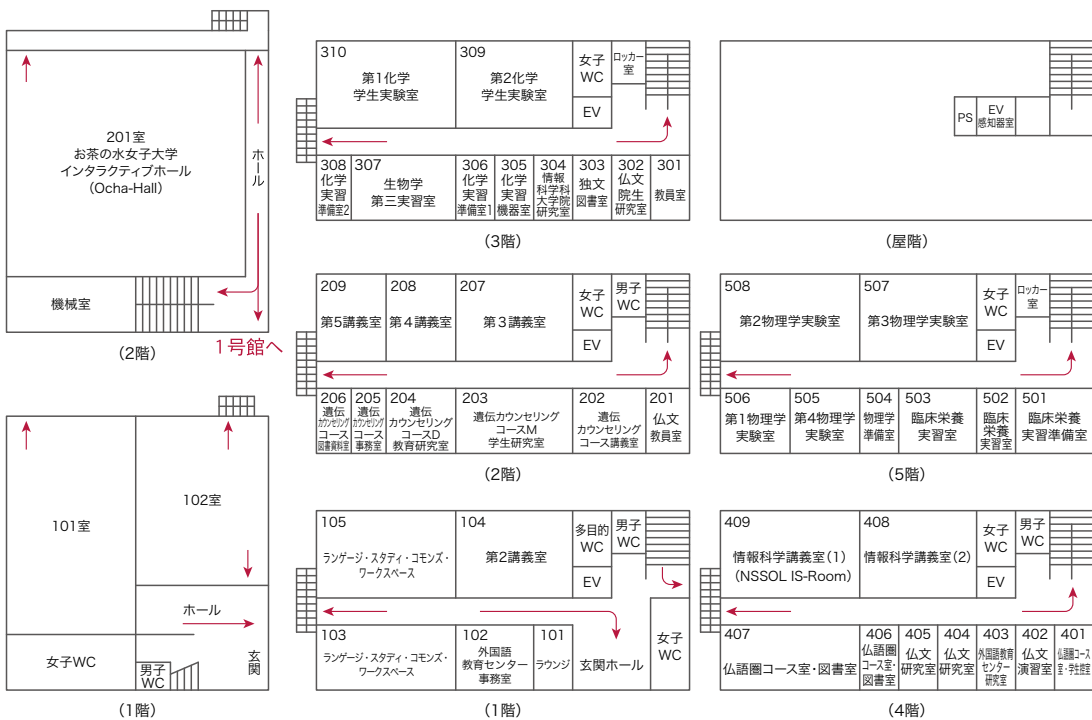 201室
お茶の水女子大学
インタラクティブホール
(Ocha-Hall)
ホール
機械室
1号館へ
(2階)
101室
102室
ホール
女子WC
男子
WC
玄関
(1階)
310
第1化学
学生実験室
309
第2化学
学生実験室
女子
WC
ロッカー
室
EV
308
化学
実習
準備室2
307
生物学
第三実習室
306
化学
実習
準備室1
305
化学
実習
機器室
304
情報
科学科
大学院
研究室
303
独文
図書室
302
仏文
院生
研究室
301
教員室
(3階)
209
第5講義室
208
第4講義室
207
第3講義室
女子
WC
男子
WC
EV
206
遺伝
カウンセリング
コース
図書資料室
205
遺伝
カウンセリング
コース
事務室
204
遺伝
カウンセリング
コースD
教育研究室
203
遺伝カウンセリング
コースM
学生研究室
202
遺伝
カウンセリング
コース講義室
201
仏文
教員室
(2階)
105
ランゲージ・スタディ・コモンズ・
ワークスペース
104
第2講義室
多目的
WC
男子
WC
EV
103
ランゲージ・スタディ・コモンズ・
ワークスペース
102
外国語
教育センター
事務室
101
ラウンジ
玄関ホール
女子
WC
(1階)
PS
EV
感知器室
(屋階)
508
第2物理学実験室
507
第3物理学実験室
女子
WC
ロッカー
室
EV
506
第1物理学
実験室
505
第4物理学
実験室
504
物理学
準備室
503
臨床栄養
実習室
502
臨床
栄養
実習室
501
臨床栄養
実習準備室
(5階)
409
情報科学講義室(1)
(NSSOL IS-Room)
408
情報科学講義室(2)
女子
WC
男子
WC
EV
407
仏語圏コース室・図書室
406
仏語圏
コース室・
図書室
405
仏文
研究室
404
仏文
研究室
403
外国語教育
センター
研究室
402
仏文
演習室
401
仏語圏コース
室・学生控室
(4階)